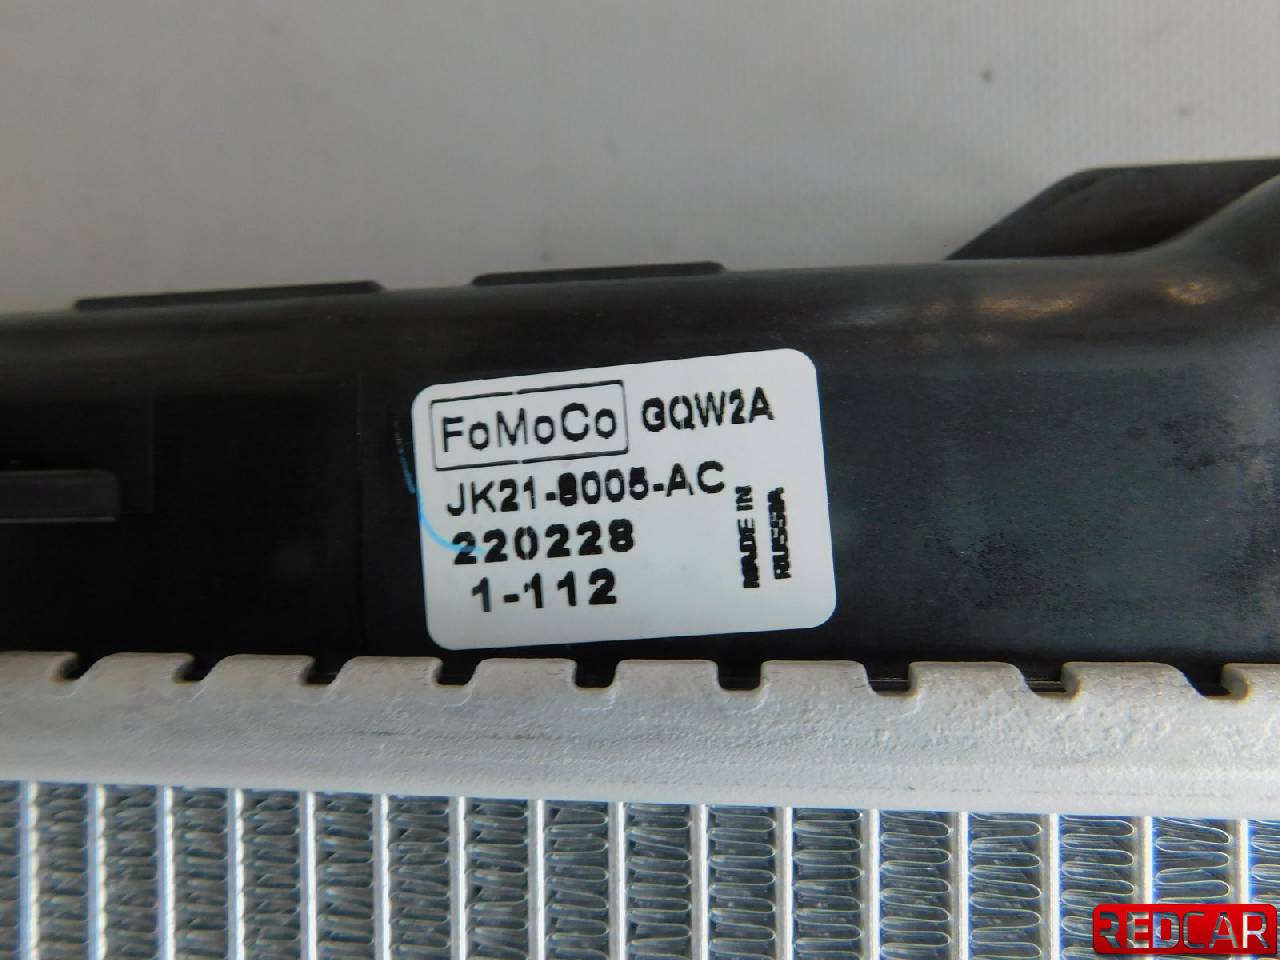 FoMoCo GQW2A
JK21-8005-AC
220228
1-112
MADE IN
RUSSIA
REDCAR